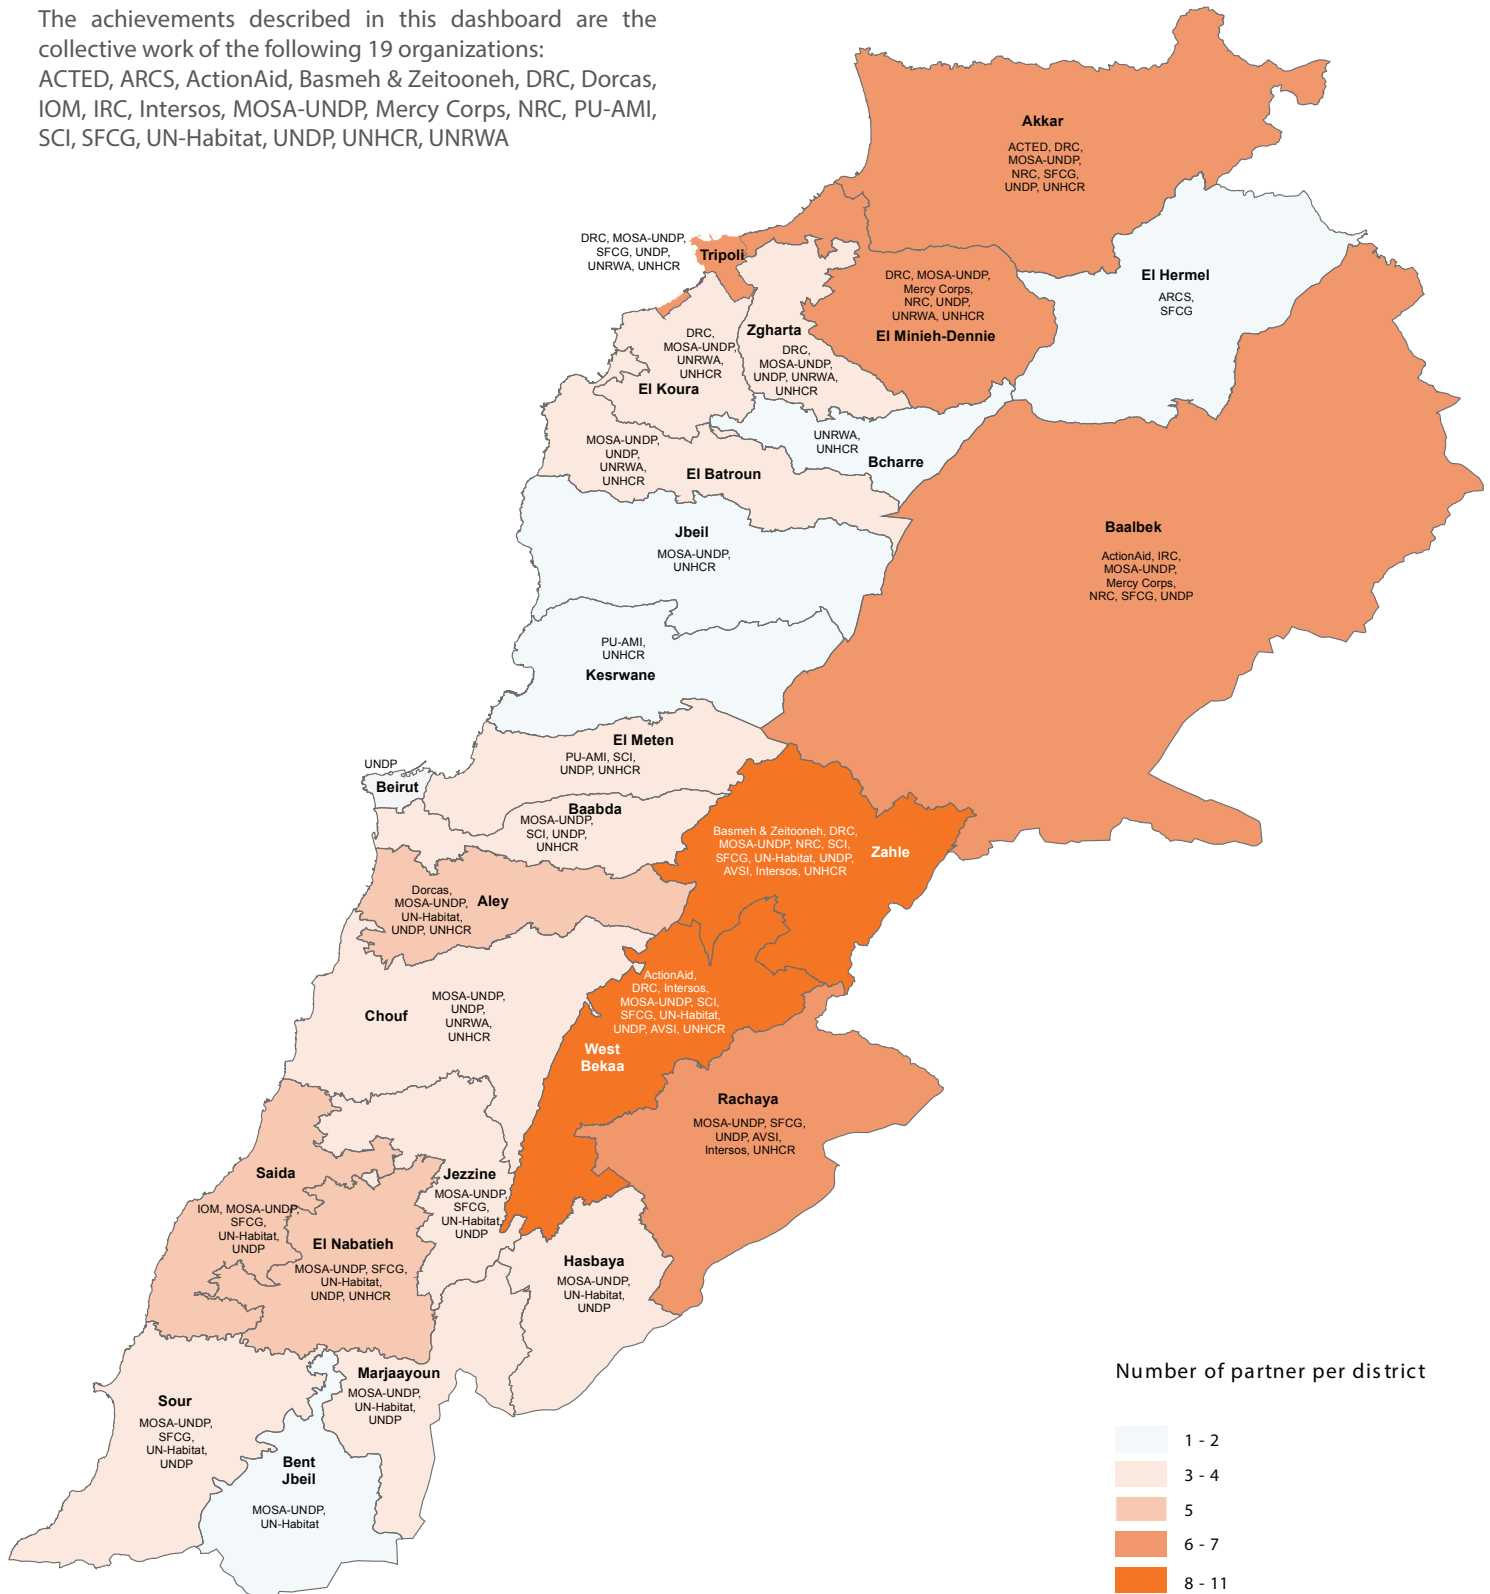 The achievements described in this dashboard are the
collective work of the following 19 organizations:
ACTED, ARCS, ActionAid, Basmeh & Zeitooneh, DRC, Dorcas,
IOM, IRC, Intersos, MOSA-UNDP, Mercy Corps, NRC, PU-AMI,
SCI, SFCG, UN-Habitat, UNDP, UNHCR, UNRWA
Akkar
ACTED, DRC,
MOSA-UNDP,
NRC, SFCG,
UNDP, UNHCR
DRC, MOSA-UNDP,
SFCG, UNDP,
UNRWA, UNHCR
Tripoli
El Hermel
ARCS,
SFCG
DRC, MOSA-UNDP,
Mercy Corps,
NRC, UNDP,
UNRWA, UNHCR
El Minieh-Dennie
Zgharta
DRC,
MOSA-UNDP,
UNDP, UNRWA,
UNHCR
DRC,
MOSA-UNDP,
UNRWA,
UNHCR
El Koura
UNRWA,
UNHCR
Bcharre
MOSA-UNDP,
UNDP,
UNRWA,
UNHCR
El Batroun
Jbeil
MOSA-UNDP,
UNHCR
Baalbek
ActionAid, IRC,
MOSA-UNDP,
Mercy Corps,
NRC, SFCG, UNDP
PU-AMI,
UNHCR
Kesrwane
El Meten
PU-AMI, SCI,
UNDP, UNHCR
UNDP
Beirut
Baabda
MOSA-UNDP,
SCI, UNDP,
UNHCR
Basmeh & Zeitooneh, DRC,
MOSA-UNDP, NRC, SCI,
SFCG, UN-Habitat, UNDP,
AVSI, Intersos, UNHCR
Zahle
Dorcas,
MOSA-UNDP,
UN-Habitat,
UNDP, UNHCR
Aley
ActionAid,
DRC, Intersos,
MOSA-UNDP, SCI,
SFCG, UN-Habitat,
UNDP, AVSI, UNHCR
West
Bekaa
Chouf
MOSA-UNDP,
UNDP,
UNRWA,
UNHCR
Rachaya
MOSA-UNDP, SFCG,
UNDP, AVSI,
Intersos, UNHCR
Saida
IOM, MOSA-UNDP,
SFCG,
UN-Habitat,
UNDP
Jezzine
MOSA-UNDP,
SFCG,
UN-Habitat,
UNDP
El Nabatieh
MOSA-UNDP, SFCG,
UN-Habitat,
UNDP, UNHCR
Hasbaya
MOSA-UNDP,
UN-Habitat,
UNDP
Marjaayoun
MOSA-UNDP,
UN-Habitat,
UNDP
Sour
MOSA-UNDP,
SFCG,
UN-Habitat,
UNDP
Bent
Jbeil
MOSA-UNDP,
UN-Habitat
Number of partner per district
1 - 2
3 - 4
5
6 - 7
8 - 11